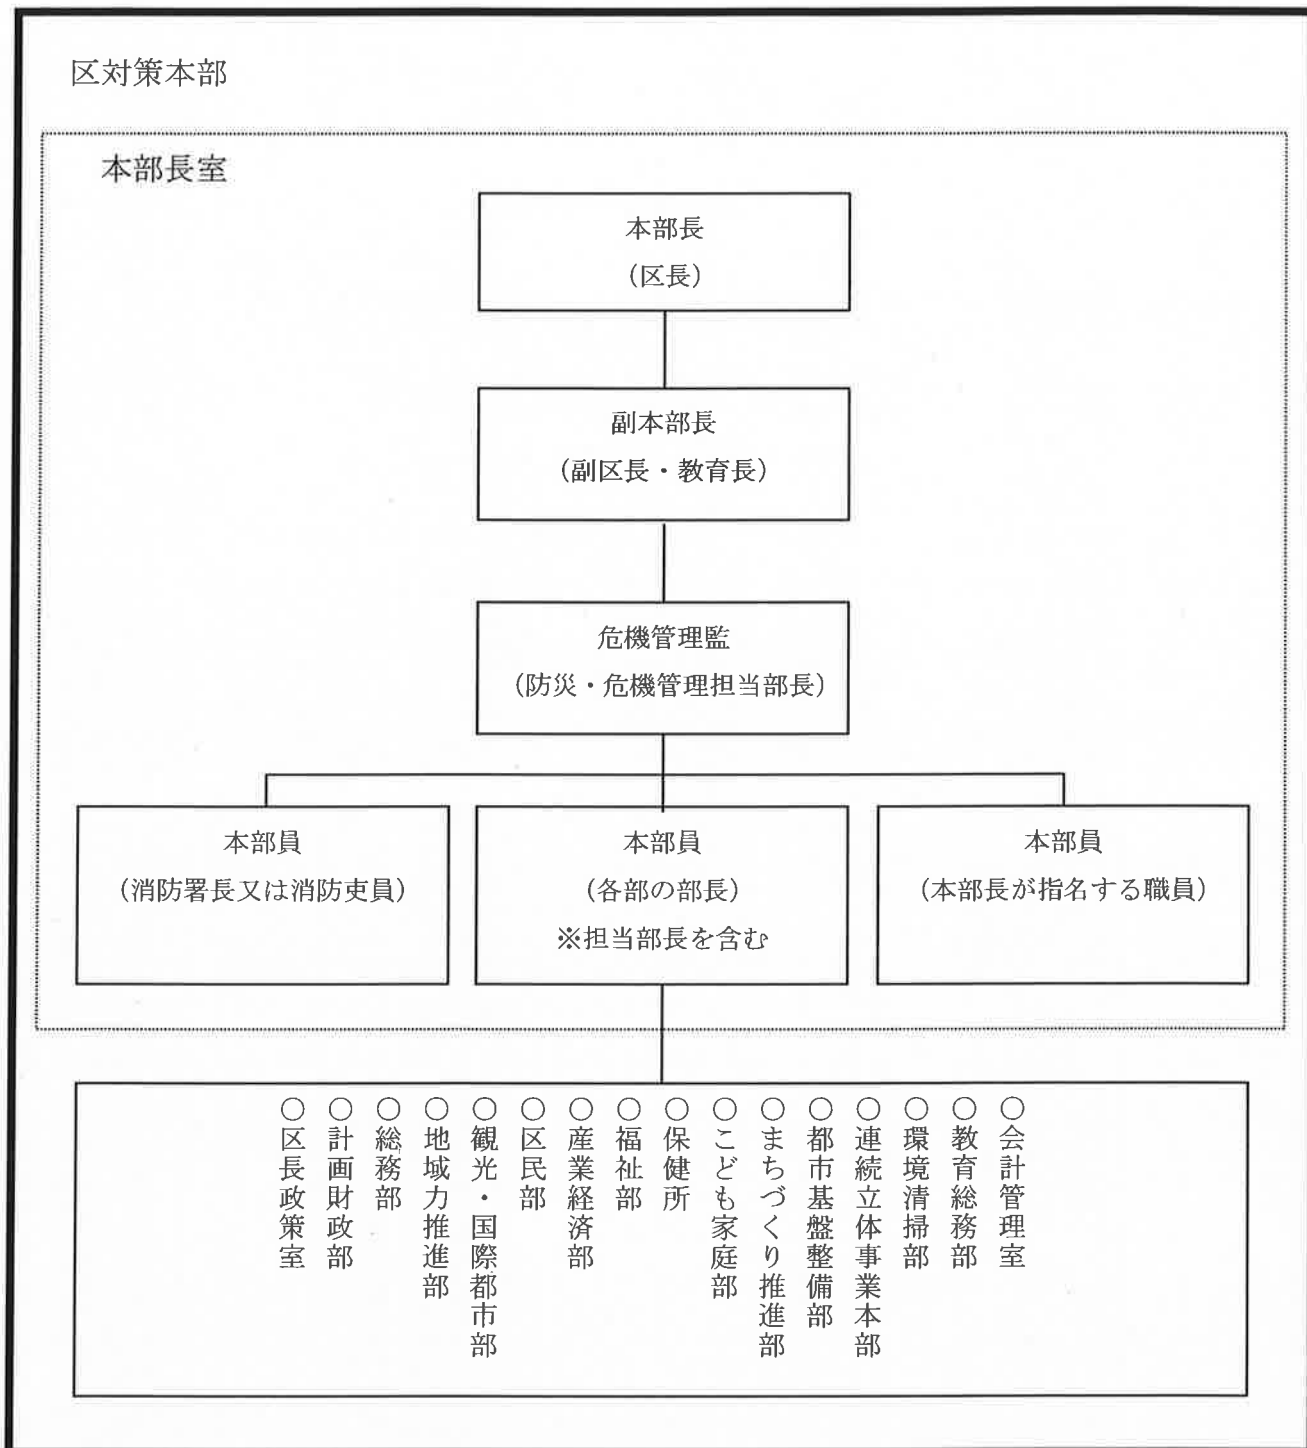 区対策本部
本部長室
本部長
（区長）
副本部長
（副区長・教育長）
危機管理監
（防災・危機管理担当部長）
本部員
（消防署長又は消防吏員）
本部員
（各部の部長）
※担当部長を含む
本部員
（本部長が指名する職員）
○区長政策室
○計画財政部
○総務部
○地域力推進部
○観光・国際都市部
○区民部
○産業経済部
○福祉部
○保健所
○こども家庭部
○まちづくり推進部
○都市基盤整備部
○連続立体事業本部
○環境清掃部
○教育総務部
○会計管理室